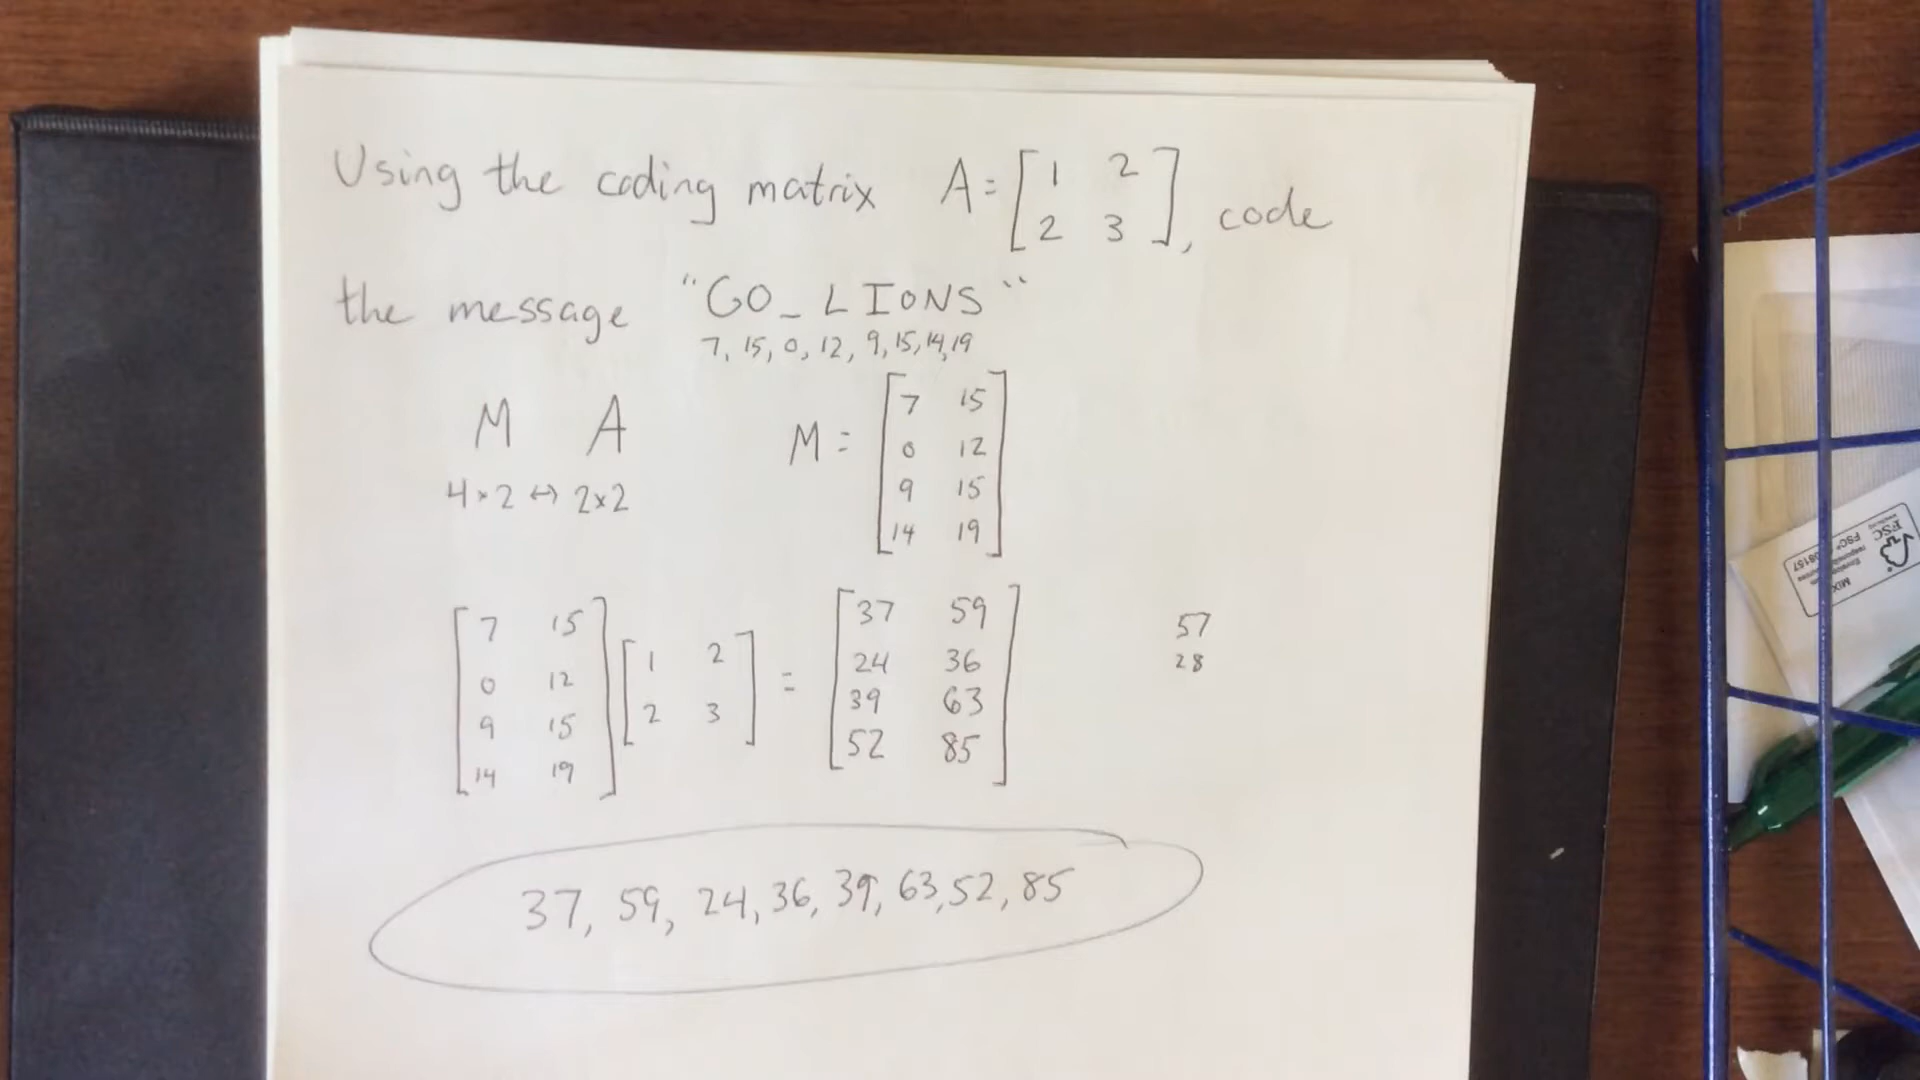 Using the coding matrix A = [1 2
2 3], code
the message "GO_LIONS"
7, 15, 0, 12, 9, 15, 14, 19
M A M = [7 15
0 12
9 15
14 19]
4×2 ↔ 2×2
[7 15
0 12
9 15
14 19] [1 2
2 3] = [37 59
24 36
39 63
52 85]
57
28
37, 59, 24, 36, 39, 63, 52, 85
FSC
MIX